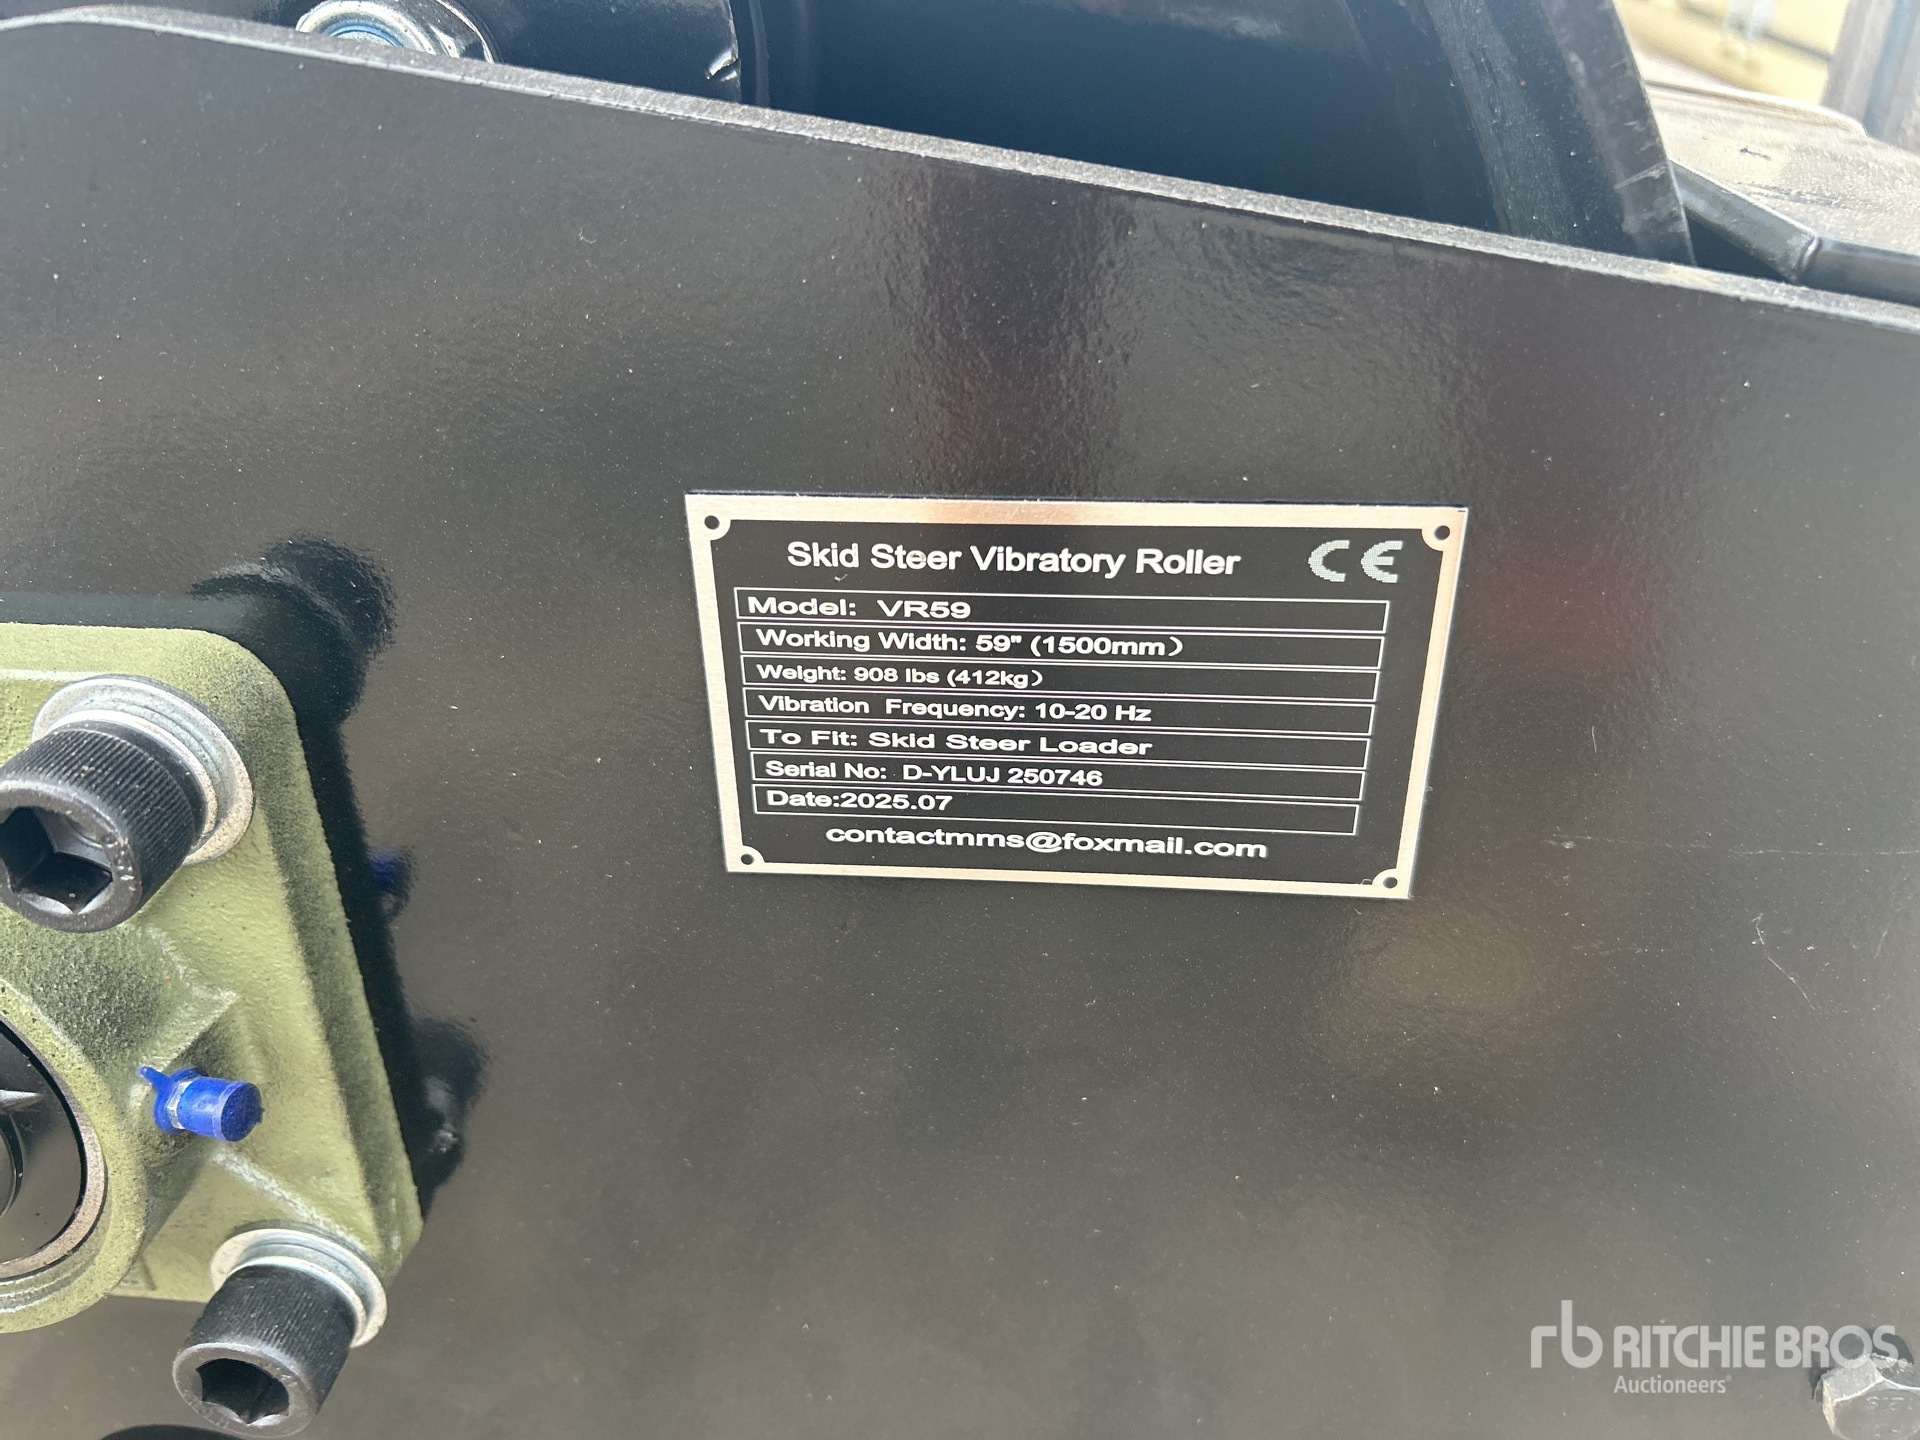 Skid Steer Vibratory Roller CE
Model: VR59
Working Width: 59" (1500mm)
Weight: 908 lbs (412kg)
Vibration Frequency: 10-20 Hz
To Fit: Skid Steer Loader
Serial No: D-YLUJ 250746
Date:2025.07
contactmms@foxmail.com
rb RITCHIE BROS
Auctioneers